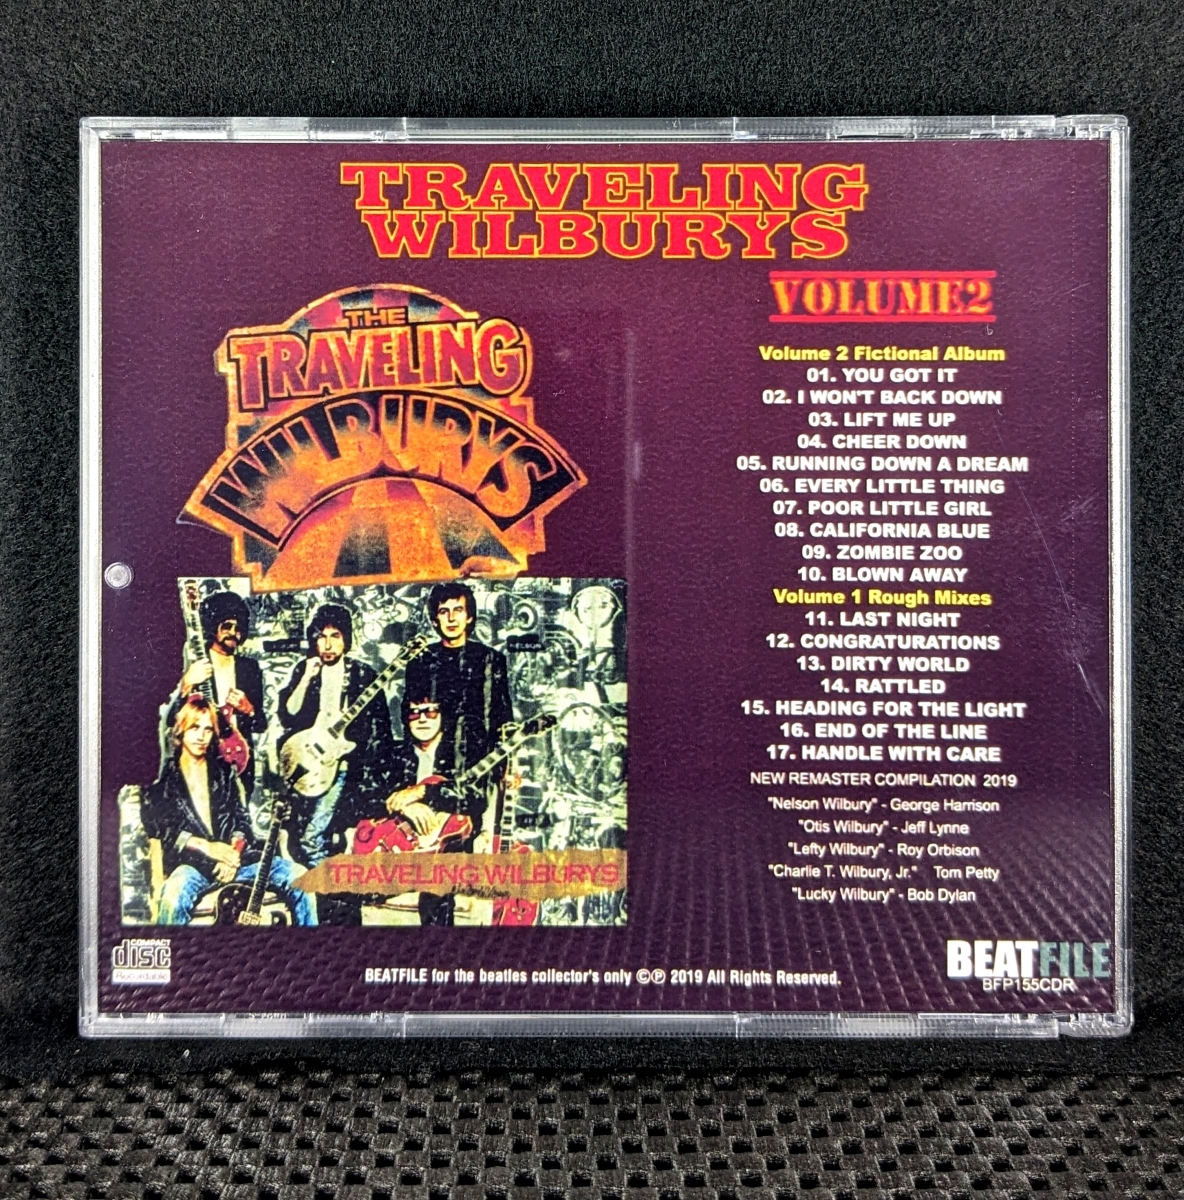 TRAVELING
WILBURYS
VOLUME2
THE
TRAVELING
WILBURYS
TRAVELING WILBURYS
Volume 2 Fictional Album
01. YOU GOT IT
02. I WON'T BACK DOWN
03. LIFT ME UP
04. CHEER DOWN
05. RUNNING DOWN A DREAM
06. EVERY LITTLE THING
07. POOR LITTLE GIRL
08. CALIFORNIA BLUE
09. ZOMBIE ZOO
10. BLOWN AWAY
Volume 1 Rough Mixes
11. LAST NIGHT
12. CONGRATURATIONS
13. DIRTY WORLD
14. RATTLED
15. HEADING FOR THE LIGHT
16. END OF THE LINE
17. HANDLE WITH CARE
NEW REMASTER COMPILATION 2019
"Nelson Wilbury" - George Harrison
"Otis Wilbury" - Jeff Lynne
"Lefty Wilbury" - Roy Orbison
"Charlie T. Wilbury, Jr." Tom Petty
"Lucky Wilbury" - Bob Dylan
COMPACT
disc
Recordable
BEATFILE for the beatles collector's only ©℗ 2019 All Rights Reserved.
BEATFILE
BFP155CDR